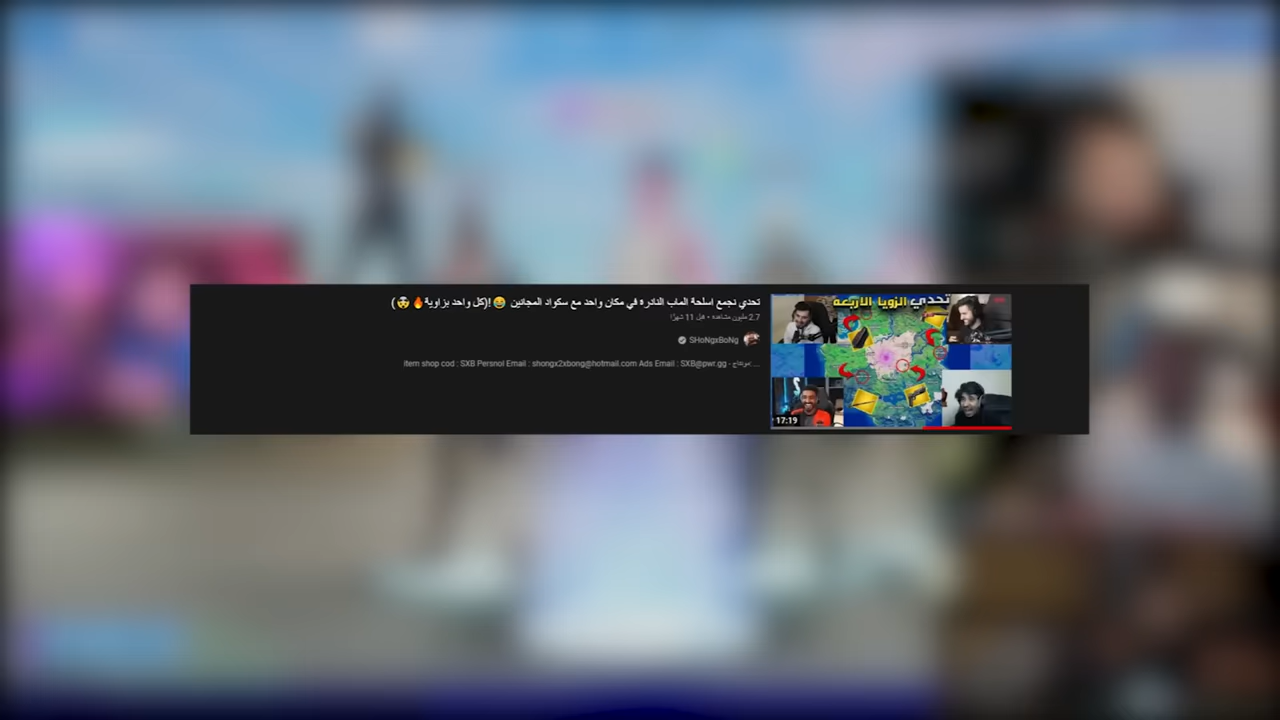 تحدي نجمع اسلحة الماب النادره في مكان واحد مع سكواد المجانين 😂 !(كل واحد بزاوية🔥🤯)
2.7 مليون مشاهدة • قبل 11 شهرًا
SHoNgxBoNg
item shop cod : SXB Persnol Email : shongx2xbong@hotmail.com Ads Email : SXB@pwr.gg - مونتاج: ...
تحدي الزوايا الاربعه
17:19